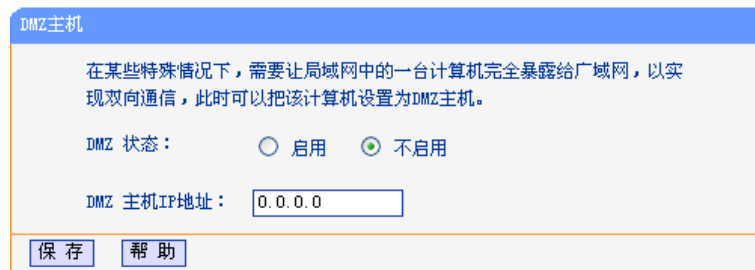 DMZ主机
在某些特殊情况下，需要让局域网中的一台计算机完全暴露给广域网，以实
现双向通信，此时可以把该计算机设置为DMZ主机。
DMZ 状态： 启用 不启用
DMZ 主机IP地址： 0.0.0.0
保 存 帮 助